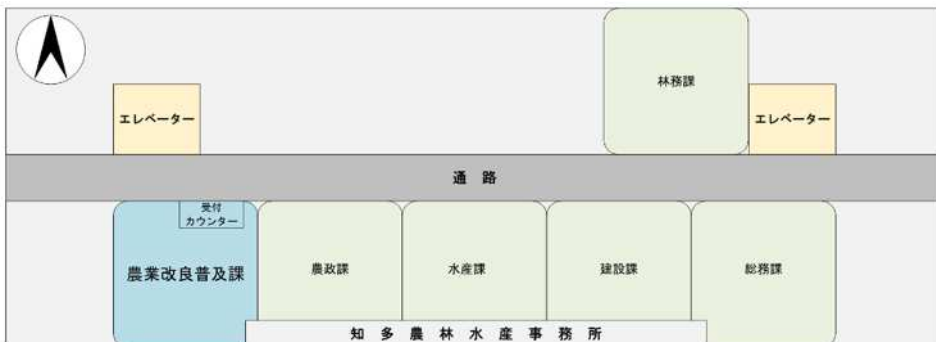 林務課
エレベーター
エレベーター
通路
受付
カウンター
農業改良普及課
農政課
水産課
建設課
総務課
知多農林水産事務所